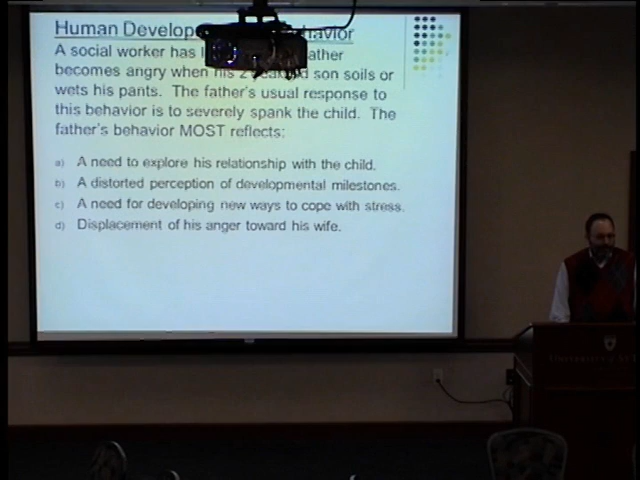 Human Develop havior
A social worker has l ather
becomes angry when his 2 son soils or
wets his pants. The father's usual response to
this behavior is to severely spank the child. The
father's behavior MOST reflects:
a) A need to explore his relationship with the child.
b) A distorted perception of developmental milestones.
c) A need for developing new ways to cope with stress.
d) Displacement of his anger toward his wife.